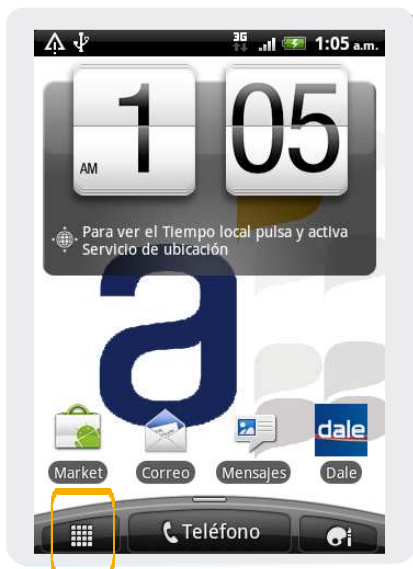 3G 1:05 a.m.
AM 1 05
Para ver el Tiempo local pulsa y activa
Servicio de ubicación
a
dale
Market Correo Mensajes Dale
Teléfono